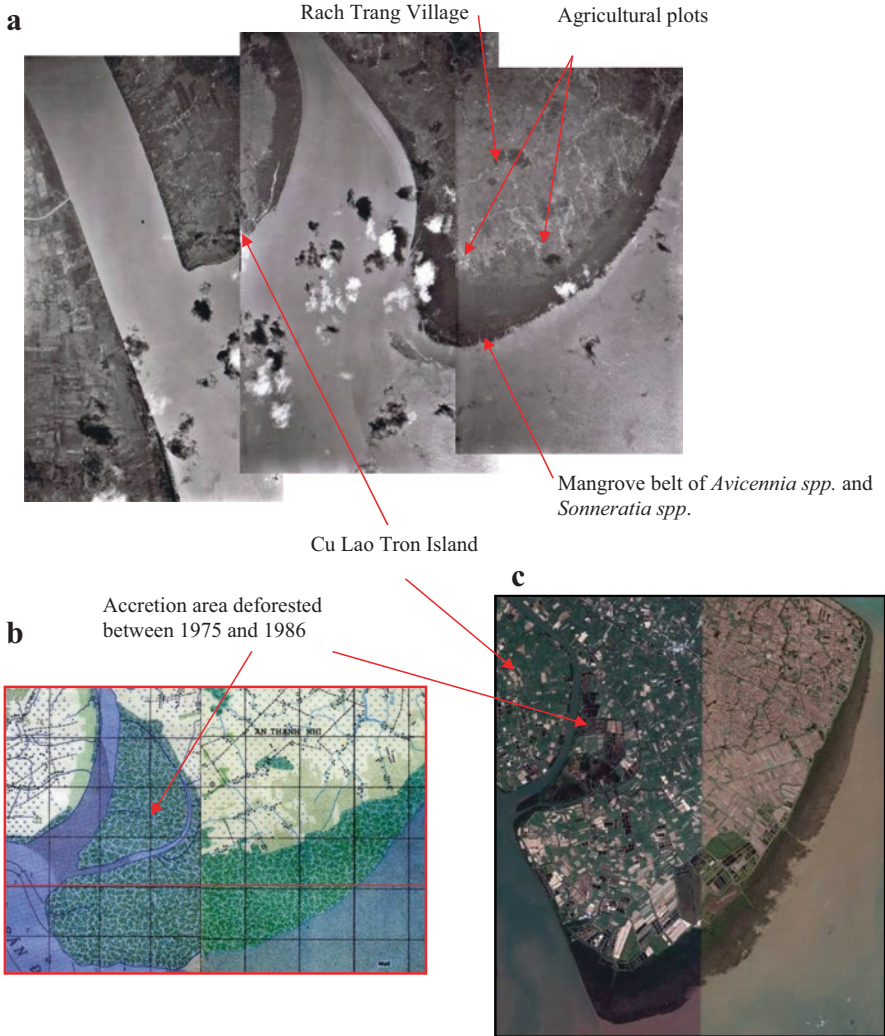 a
Rach Trang Village
Agricultural plots
Mangrove belt of Avicennia spp. and
Sonneratia spp.
Cu Lao Tron Island
c
Accretion area deforested
between 1975 and 1986
b
AN THANH NHI